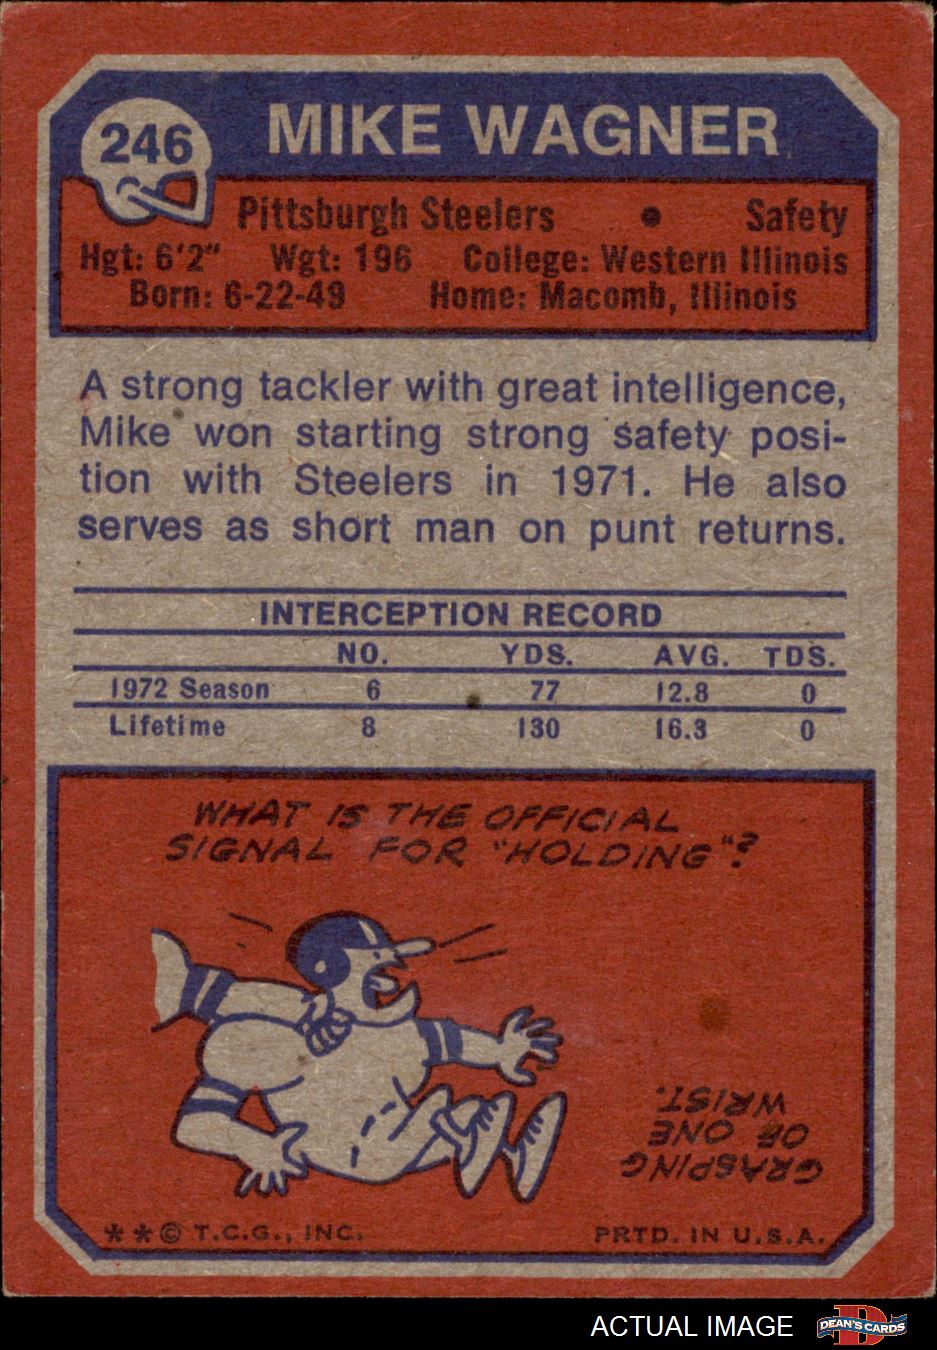 246
MIKE WAGNER
Pittsburgh Steelers • Safety
Hgt: 6'2" Wgt: 196 College: Western Illinois
Born: 6-22-49 Home: Macomb, Illinois
A strong tackler with great intelligence,
Mike won starting strong safety posi-
tion with Steelers in 1971. He also
serves as short man on punt returns.
INTERCEPTION RECORD
NO. YDS. AVG. TDS.
1972 Season 6 77 12.8 0
Lifetime 8 130 16.3 0
WHAT IS THE OFFICIAL
SIGNAL FOR "HOLDING"?
GRASPING
OF ONE
WRIST.
**© T.C.G., INC. PRTD. IN U.S.A.
ACTUAL IMAGE
D
DEAN'S CARDS